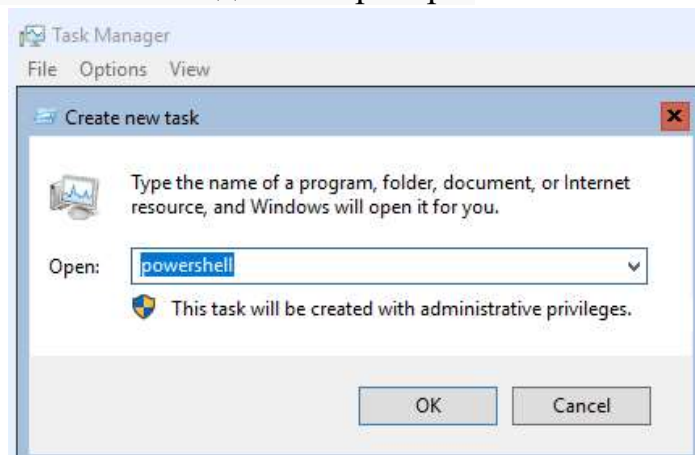 Task Manager
File Options View
Create new task
Type the name of a program, folder, document, or Internet
resource, and Windows will open it for you.
Open: powershell
This task will be created with administrative privileges.
OK Cancel